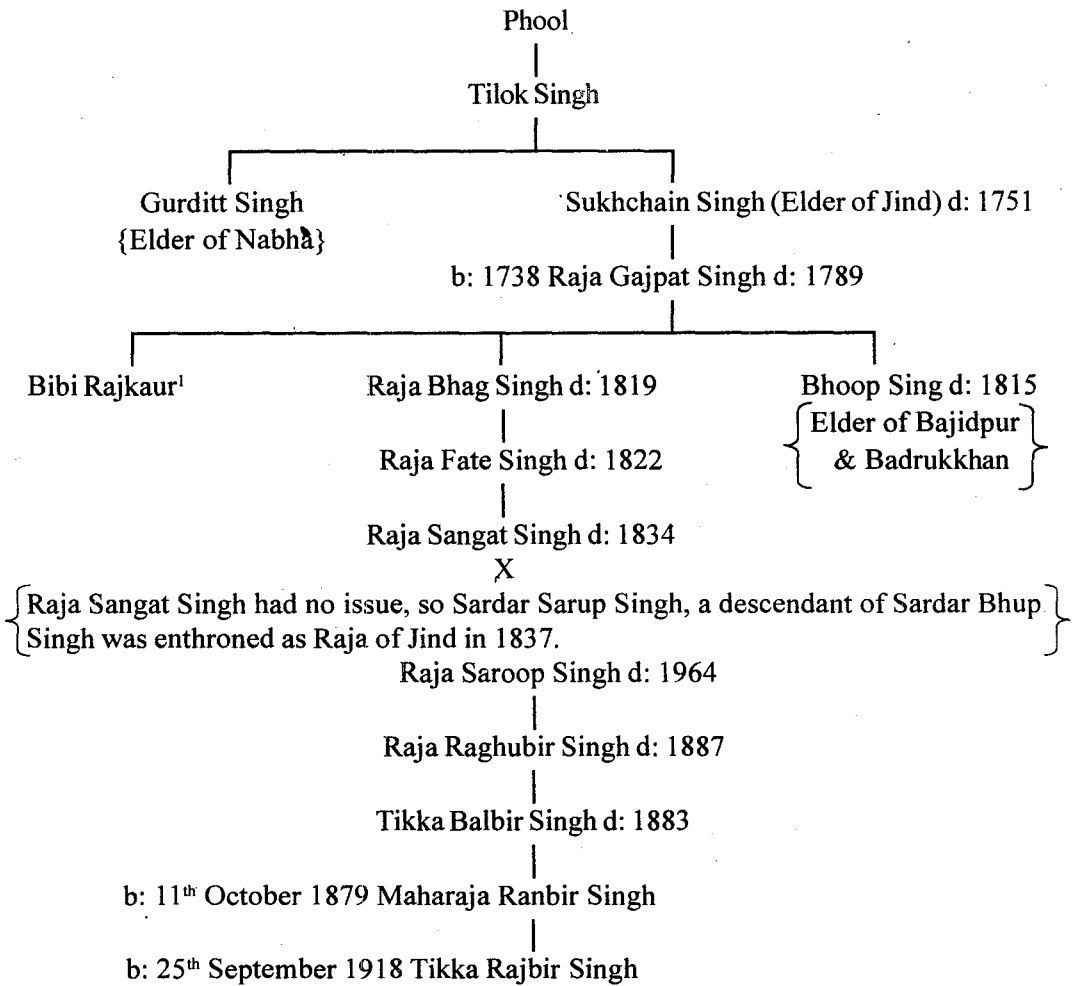 Phool
Tilok Singh
Gurditt Singh
{Elder of Nabha}
Sukhchain Singh (Elder of Jind) d: 1751
b: 1738 Raja Gajpat Singh d: 1789
Bibi Rajkaur¹
Raja Bhag Singh d: 1819
Bhoop Sing d: 1815
{Elder of Bajidpur
& Badrukkhan}
Raja Fate Singh d: 1822
Raja Sangat Singh d: 1834
X
{Raja Sangat Singh had no issue, so Sardar Sarup Singh, a descendant of Sardar Bhup
Singh was enthroned as Raja of Jind in 1837.}
Raja Saroop Singh d: 1964
Raja Raghubir Singh d: 1887
Tikka Balbir Singh d: 1883
b: 11th October 1879 Maharaja Ranbir Singh
b: 25th September 1918 Tikka Rajbir Singh